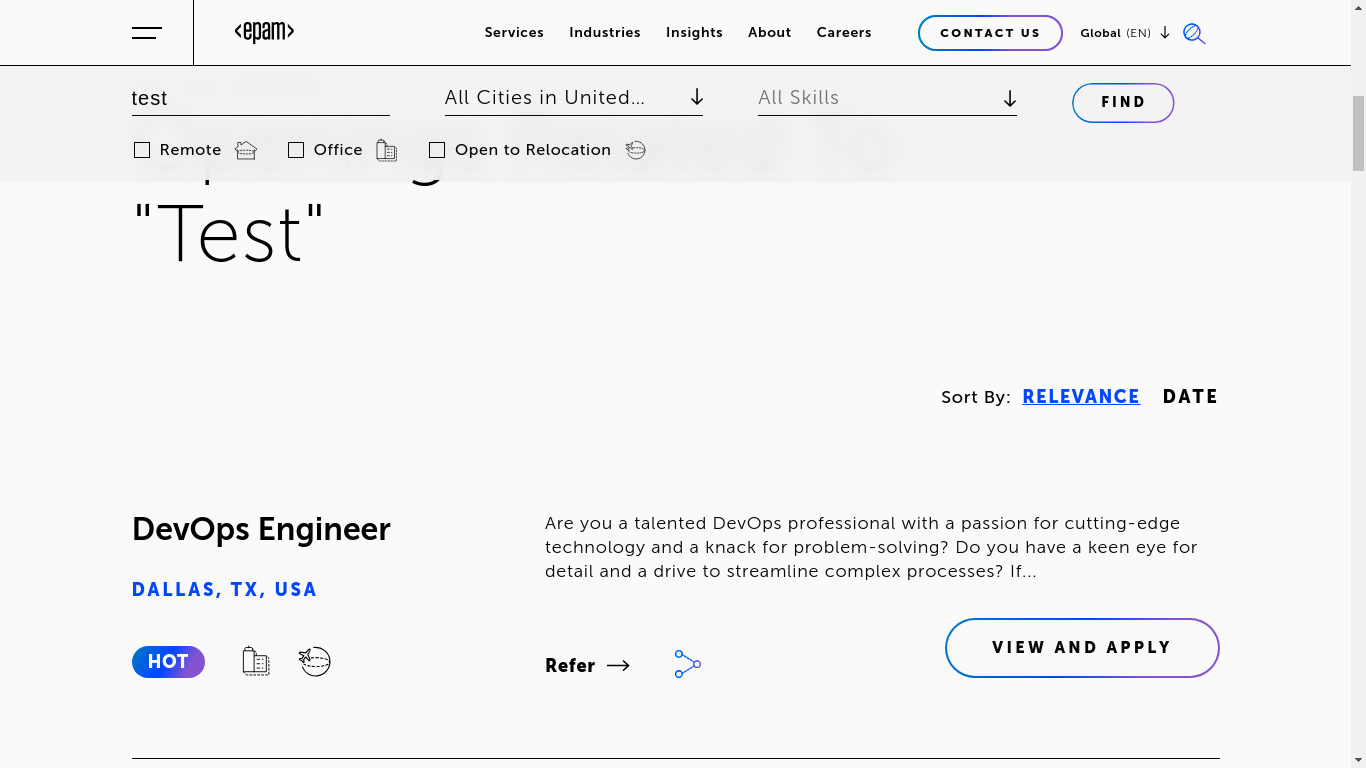 <epam>
Services Industries Insights About Careers CONTACT US Global (EN)
test All Cities in United... All Skills FIND
Remote Office Open to Relocation
"Test"
Sort By: RELEVANCE DATE
DevOps Engineer
Are you a talented DevOps professional with a passion for cutting-edge
technology and a knack for problem-solving? Do you have a keen eye for
detail and a drive to streamline complex processes? If...
DALLAS, TX, USA
HOT
Refer
VIEW AND APPLY